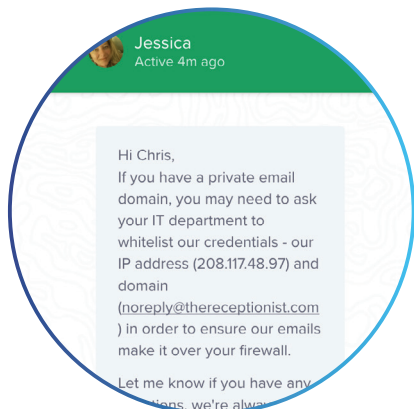 Jessica
Active 4m ago
Hi Chris,
If you have a private email
domain, you may need to ask
your IT department to
whitelist our credentials - our
IP address (208.117.48.97) and
domain
(noreply@thereceptionist.com
) in order to ensure our emails
make it over your firewall.
Let me know if you have any
we're